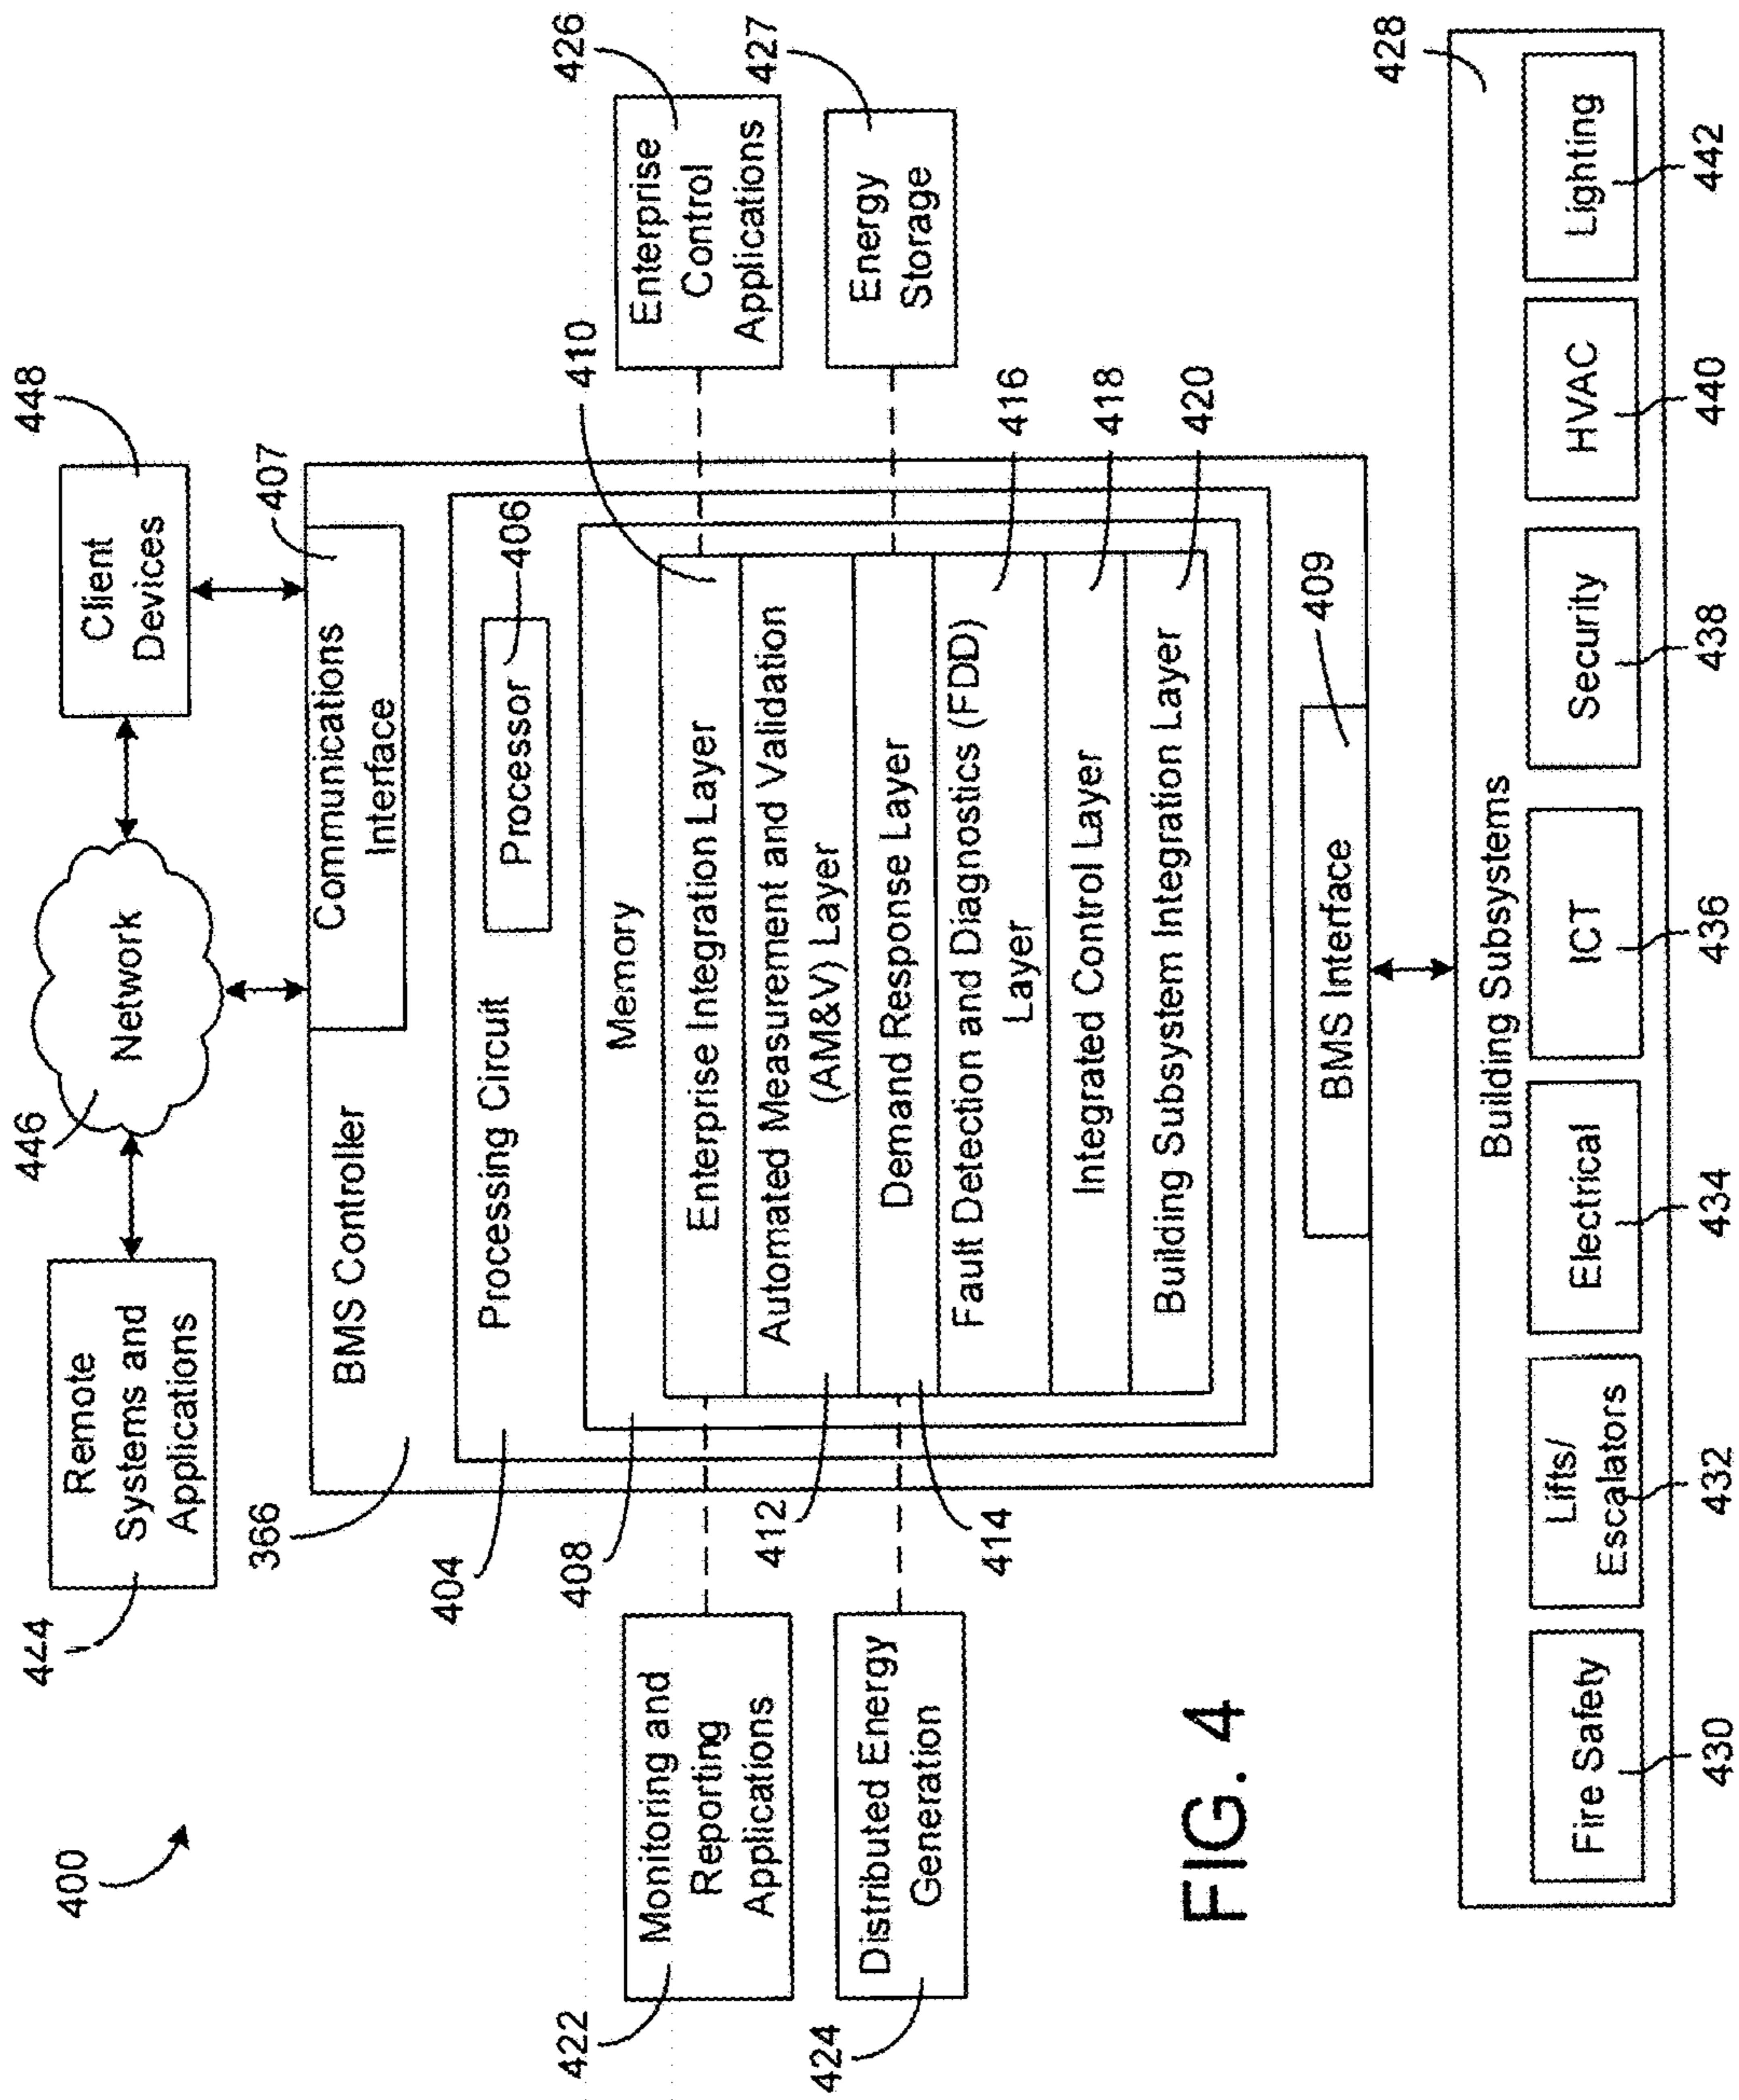 400
444
Remote
Systems and
Applications
446
Network
Client
Devices
448
366
BMS Controller
Communications
Interface
407
404
Processing Circuit
Processor
406
408
Memory
410
Enterprise Integration Layer
Automated Measurement and Validation
(AM&V) Layer
412
Demand Response Layer
414
Fault Detection and Diagnostics (FDD)
Layer
416
Integrated Control Layer
418
Building Subsystem Integration Layer
420
422
Monitoring and
Reporting
Applications
424
Distributed Energy
Generation
Enterprise
Control
Applications
426
Energy
Storage
427
BMS Interface
409
FIG. 4
Building Subsystems
428
Fire Safety
Lifts/
Escalators
Electrical
ICT
Security
HVAC
Lighting
430
432
434
436
438
440
442